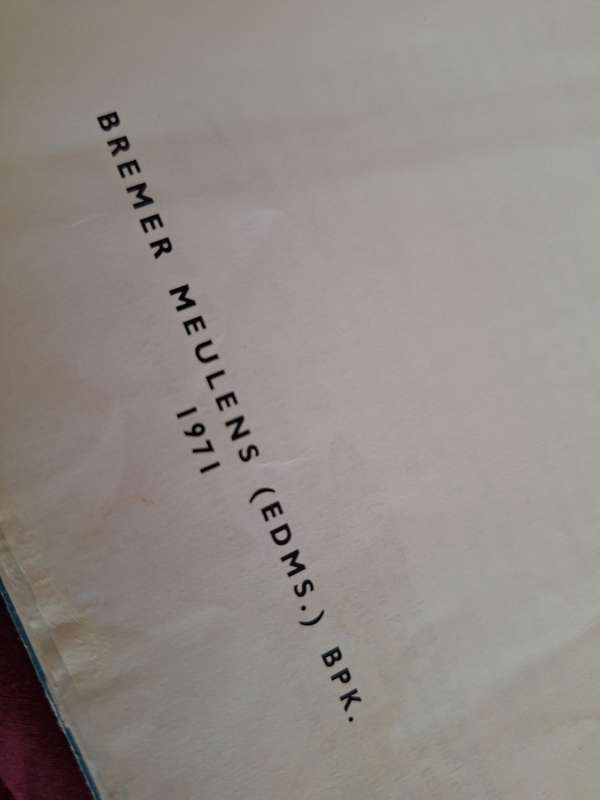 BREMER MEULENS (EDMS.) BPK.
1971